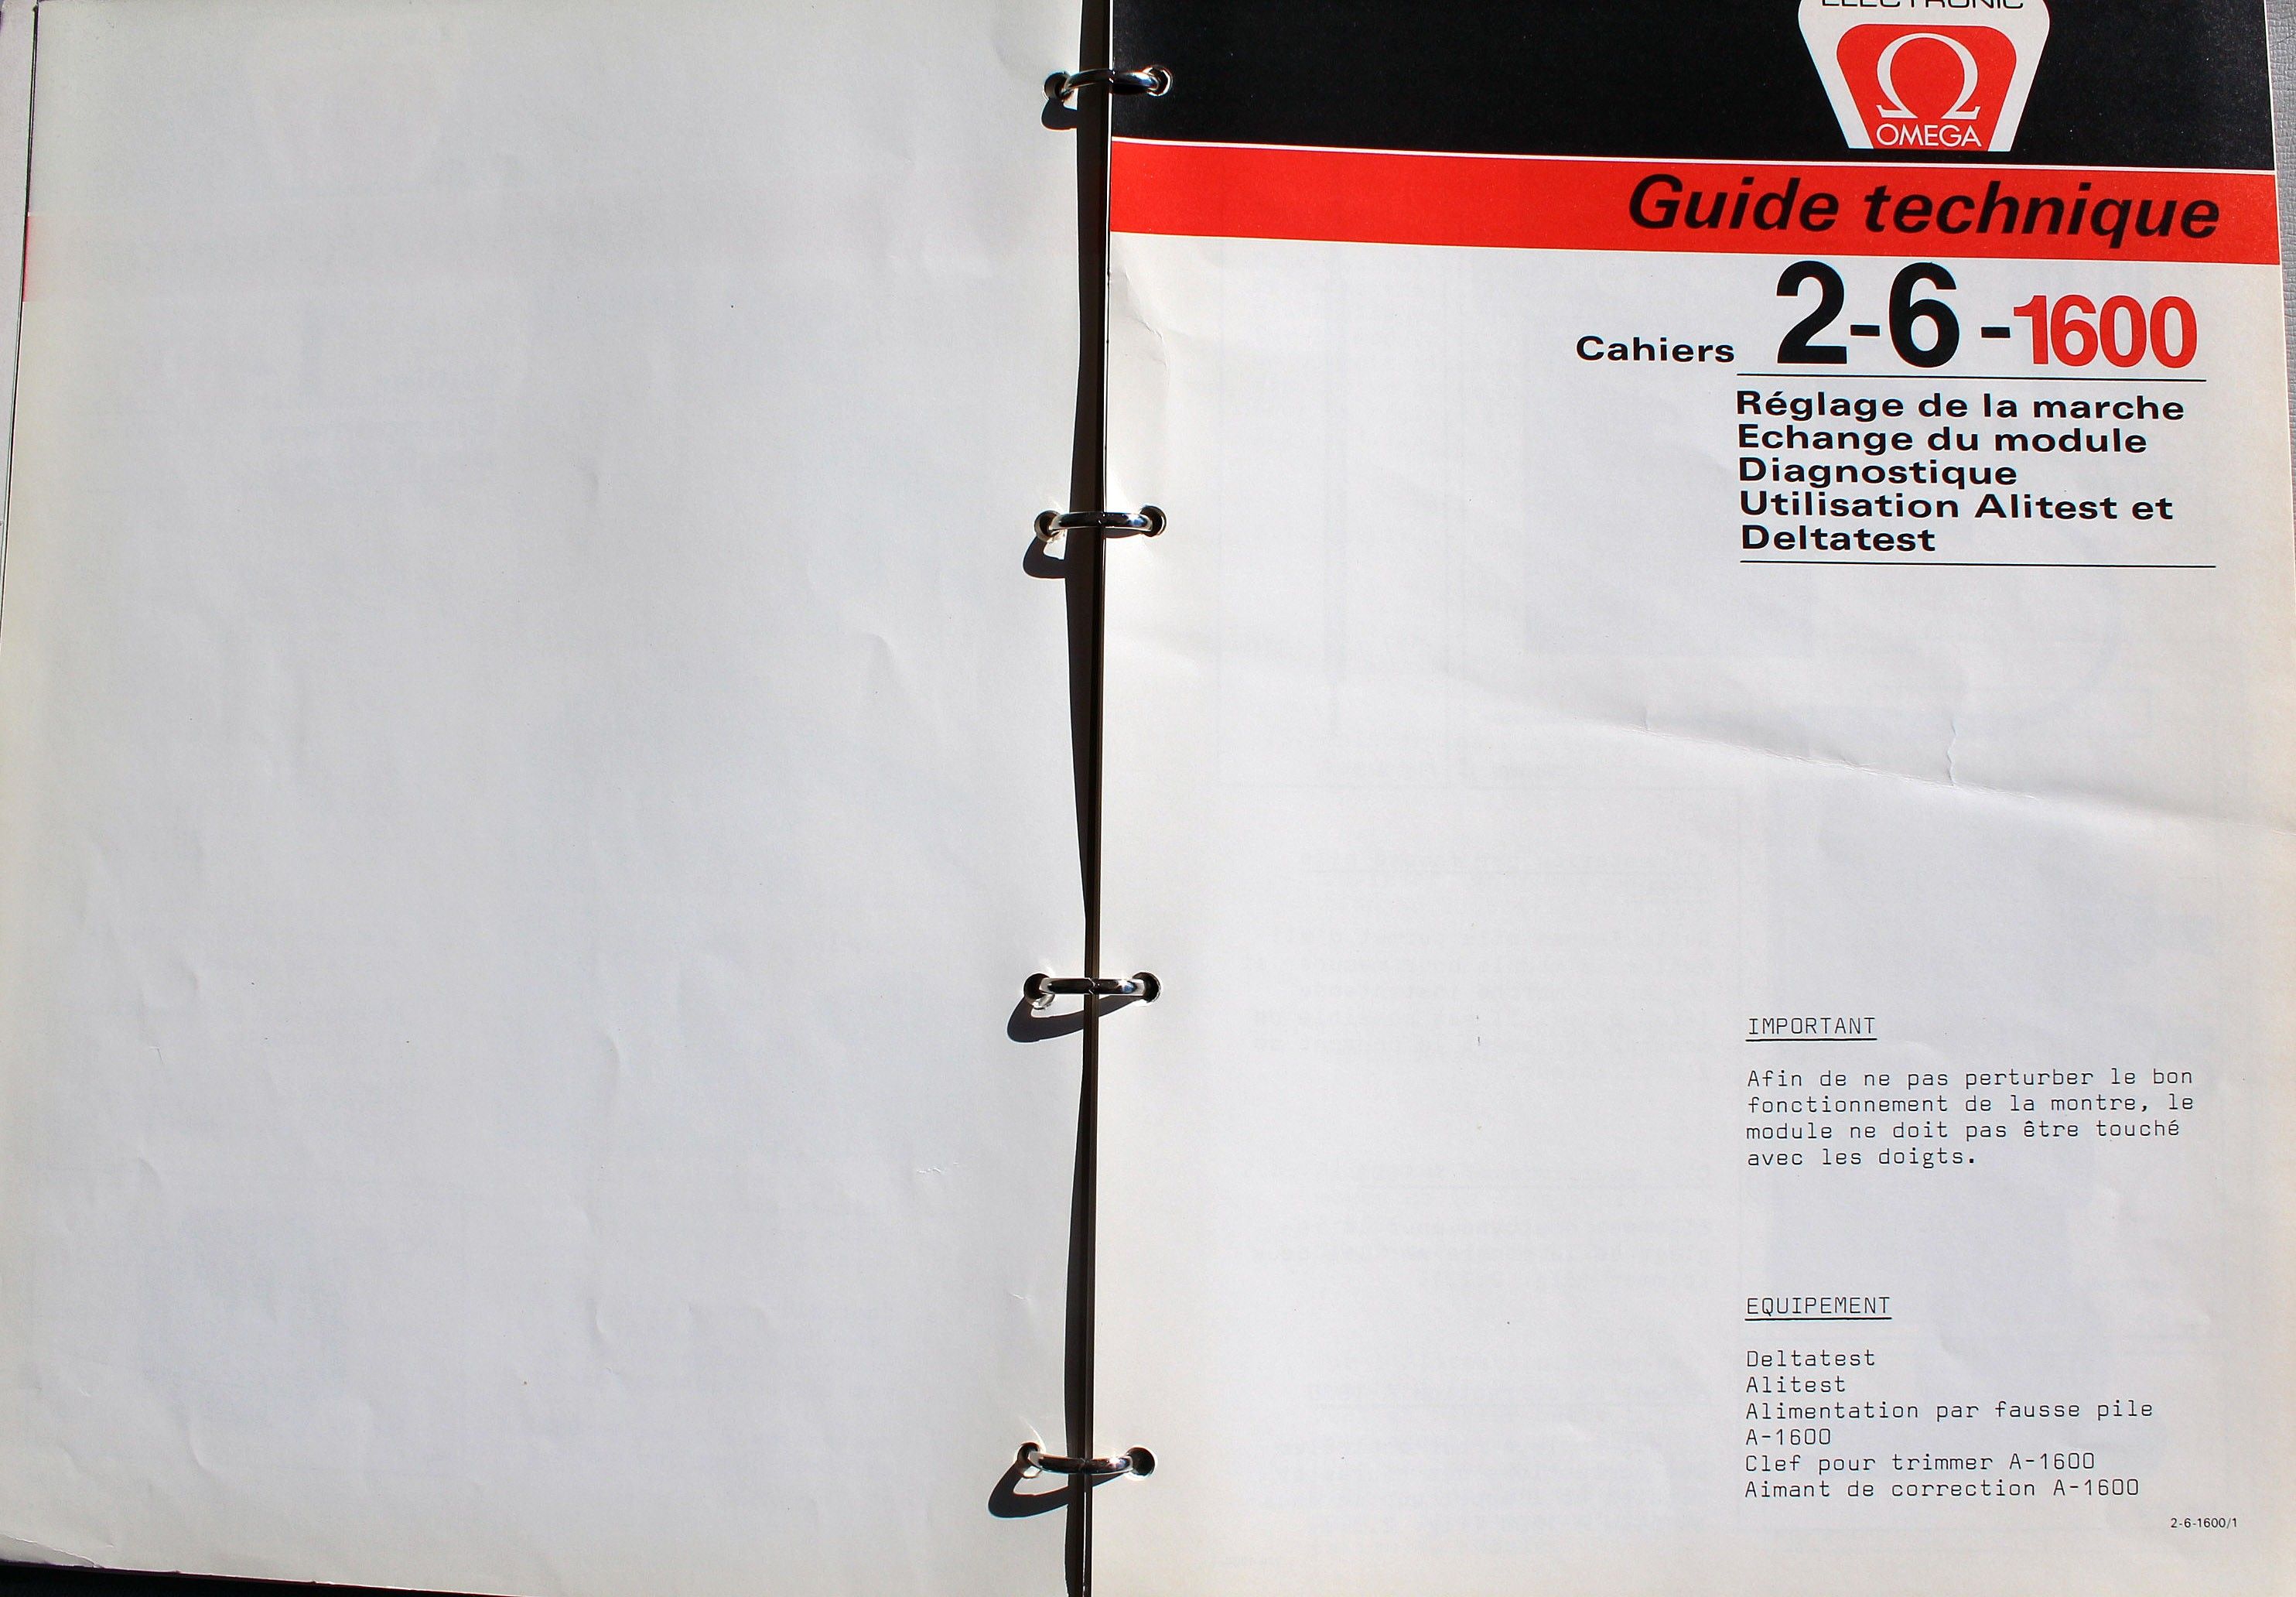 ELECTRONIC
Ω
OMEGA
Guide technique
Cahiers 2-6-1600
Réglage de la marche
Echange du module
Diagnostique
Utilisation Alitest et
Deltatest
IMPORTANT
Afin de ne pas perturber le bon
fonctionnement de la montre, le
module ne doit pas être touché
avec les doigts.
EQUIPEMENT
Deltatest
Alitest
Alimentation par fausse pile
A-1600
Clef pour trimmer A-1600
Aimant de correction A-1600
2-6-1600/1